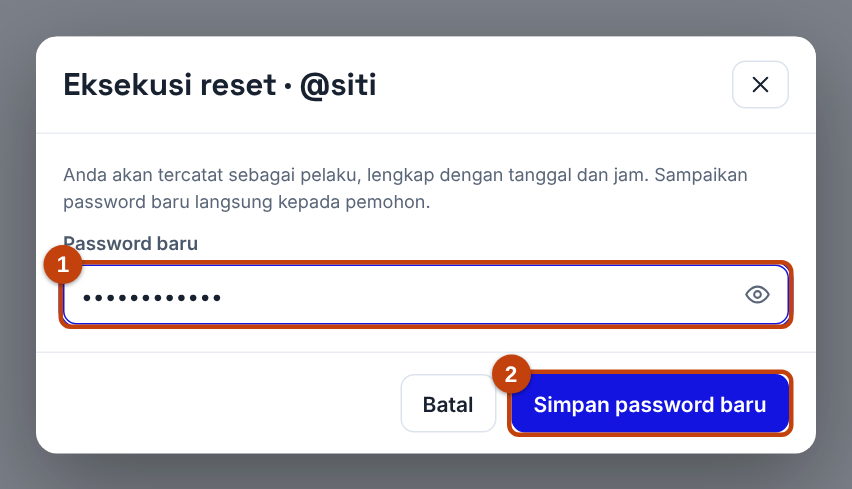 Eksekusi reset · @siti
Anda akan tercatat sebagai pelaku, lengkap dengan tanggal dan jam. Sampaikan
password baru langsung kepada pemohon.
Password baru
1
••••••••••••
2
Batal
Simpan password baru